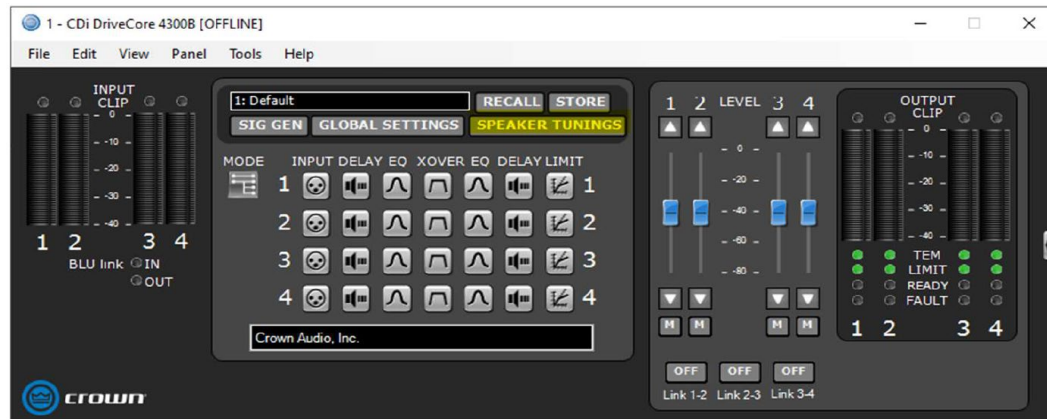 1 - CDi DriveCore 4300B [OFFLINE]
File Edit View Panel Tools Help
INPUT
CLIP
- 0 -
- -10 -
- -20 -
- -30 -
- -40 -
1 2 3 4
BLU link IN
OUT
1: Default RECALL STORE
SIG GEN GLOBAL SETTINGS SPEAKER TUNINGS
MODE INPUT DELAY EQ XOVER EQ DELAY LIMIT
1 1
2 2
3 3
4 4
Crown Audio, Inc.
crown
1 2 LEVEL 3 4
- 0 -
- -20 -
- -40 -
- -60 -
- -80 -
M M M M
OFF OFF OFF
Link 1-2 Link 2-3 Link 3-4
OUTPUT
CLIP
- 0 -
- -10 -
- -20 -
- -30 -
- -40 -
TEM
LIMIT
READY
FAULT
1 2 3 4